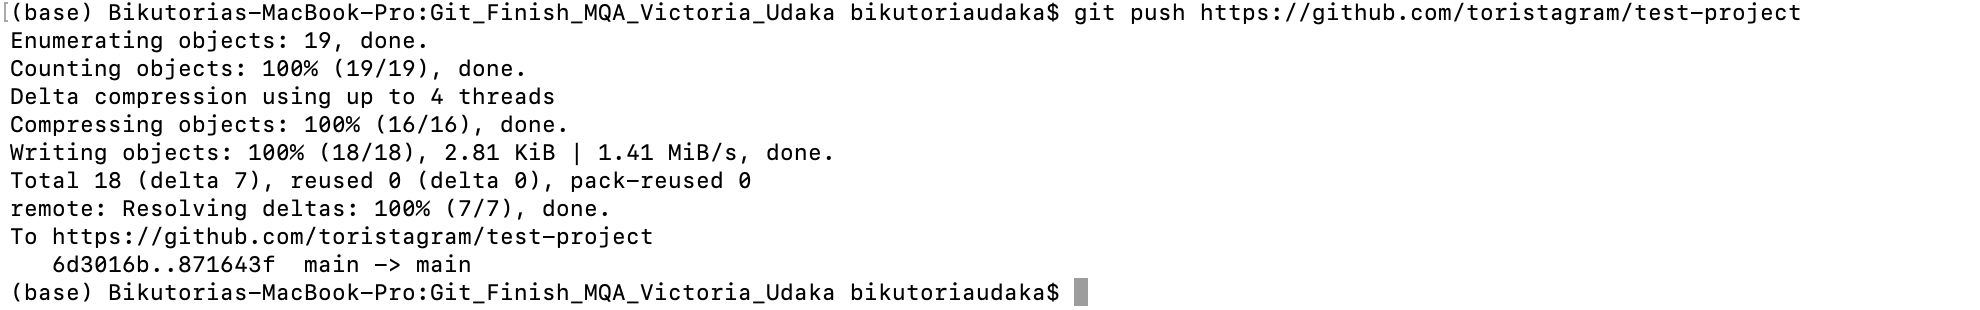 [(base) Bikutorias-MacBook-Pro:Git_Finish_MQA_Victoria_Udaka bikutoriaudaka$ git push https://github.com/toristagram/test-project
Enumerating objects: 19, done.
Counting objects: 100% (19/19), done.
Delta compression using up to 4 threads
Compressing objects: 100% (16/16), done.
Writing objects: 100% (18/18), 2.81 KiB | 1.41 MiB/s, done.
Total 18 (delta 7), reused 0 (delta 0), pack-reused 0
remote: Resolving deltas: 100% (7/7), done.
To https://github.com/toristagram/test-project
   6d3016b..871643f  main -> main
(base) Bikutorias-MacBook-Pro:Git_Finish_MQA_Victoria_Udaka bikutoriaudaka$